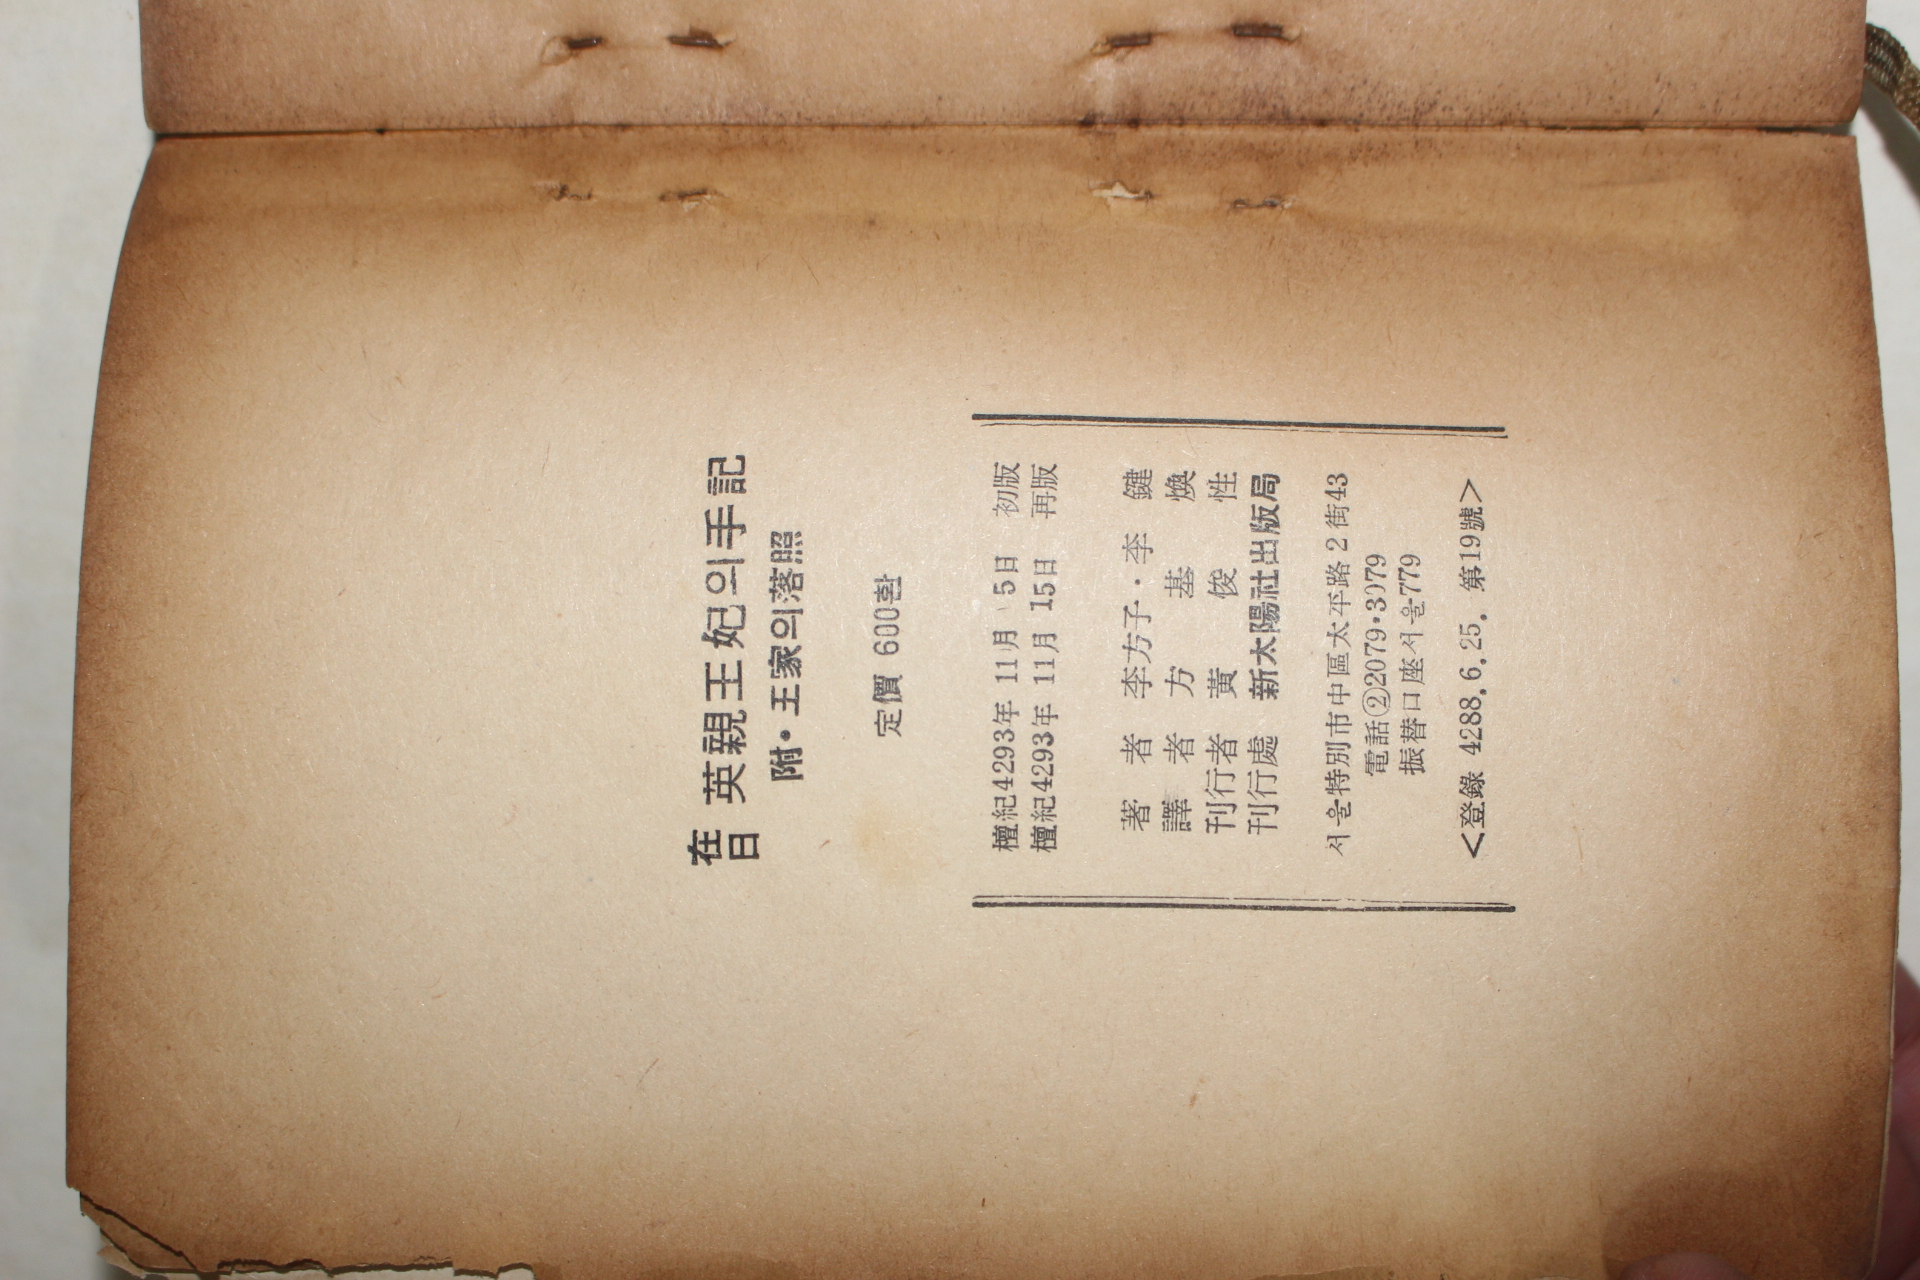 在日 英親王妃의手記
附・王家의落照
定價 600환
檀紀4293年 11月 5日 初版
檀紀4293年 11月 15日 再版
著者 李方子・李鍵
譯者 方基煥
刊行者 黃俊性
刊行處 新太陽社出版局
서울特別市中區太平路2街43
電話②2079・3079
振替口座서울779
<登錄 4288.6.25. 第19號>